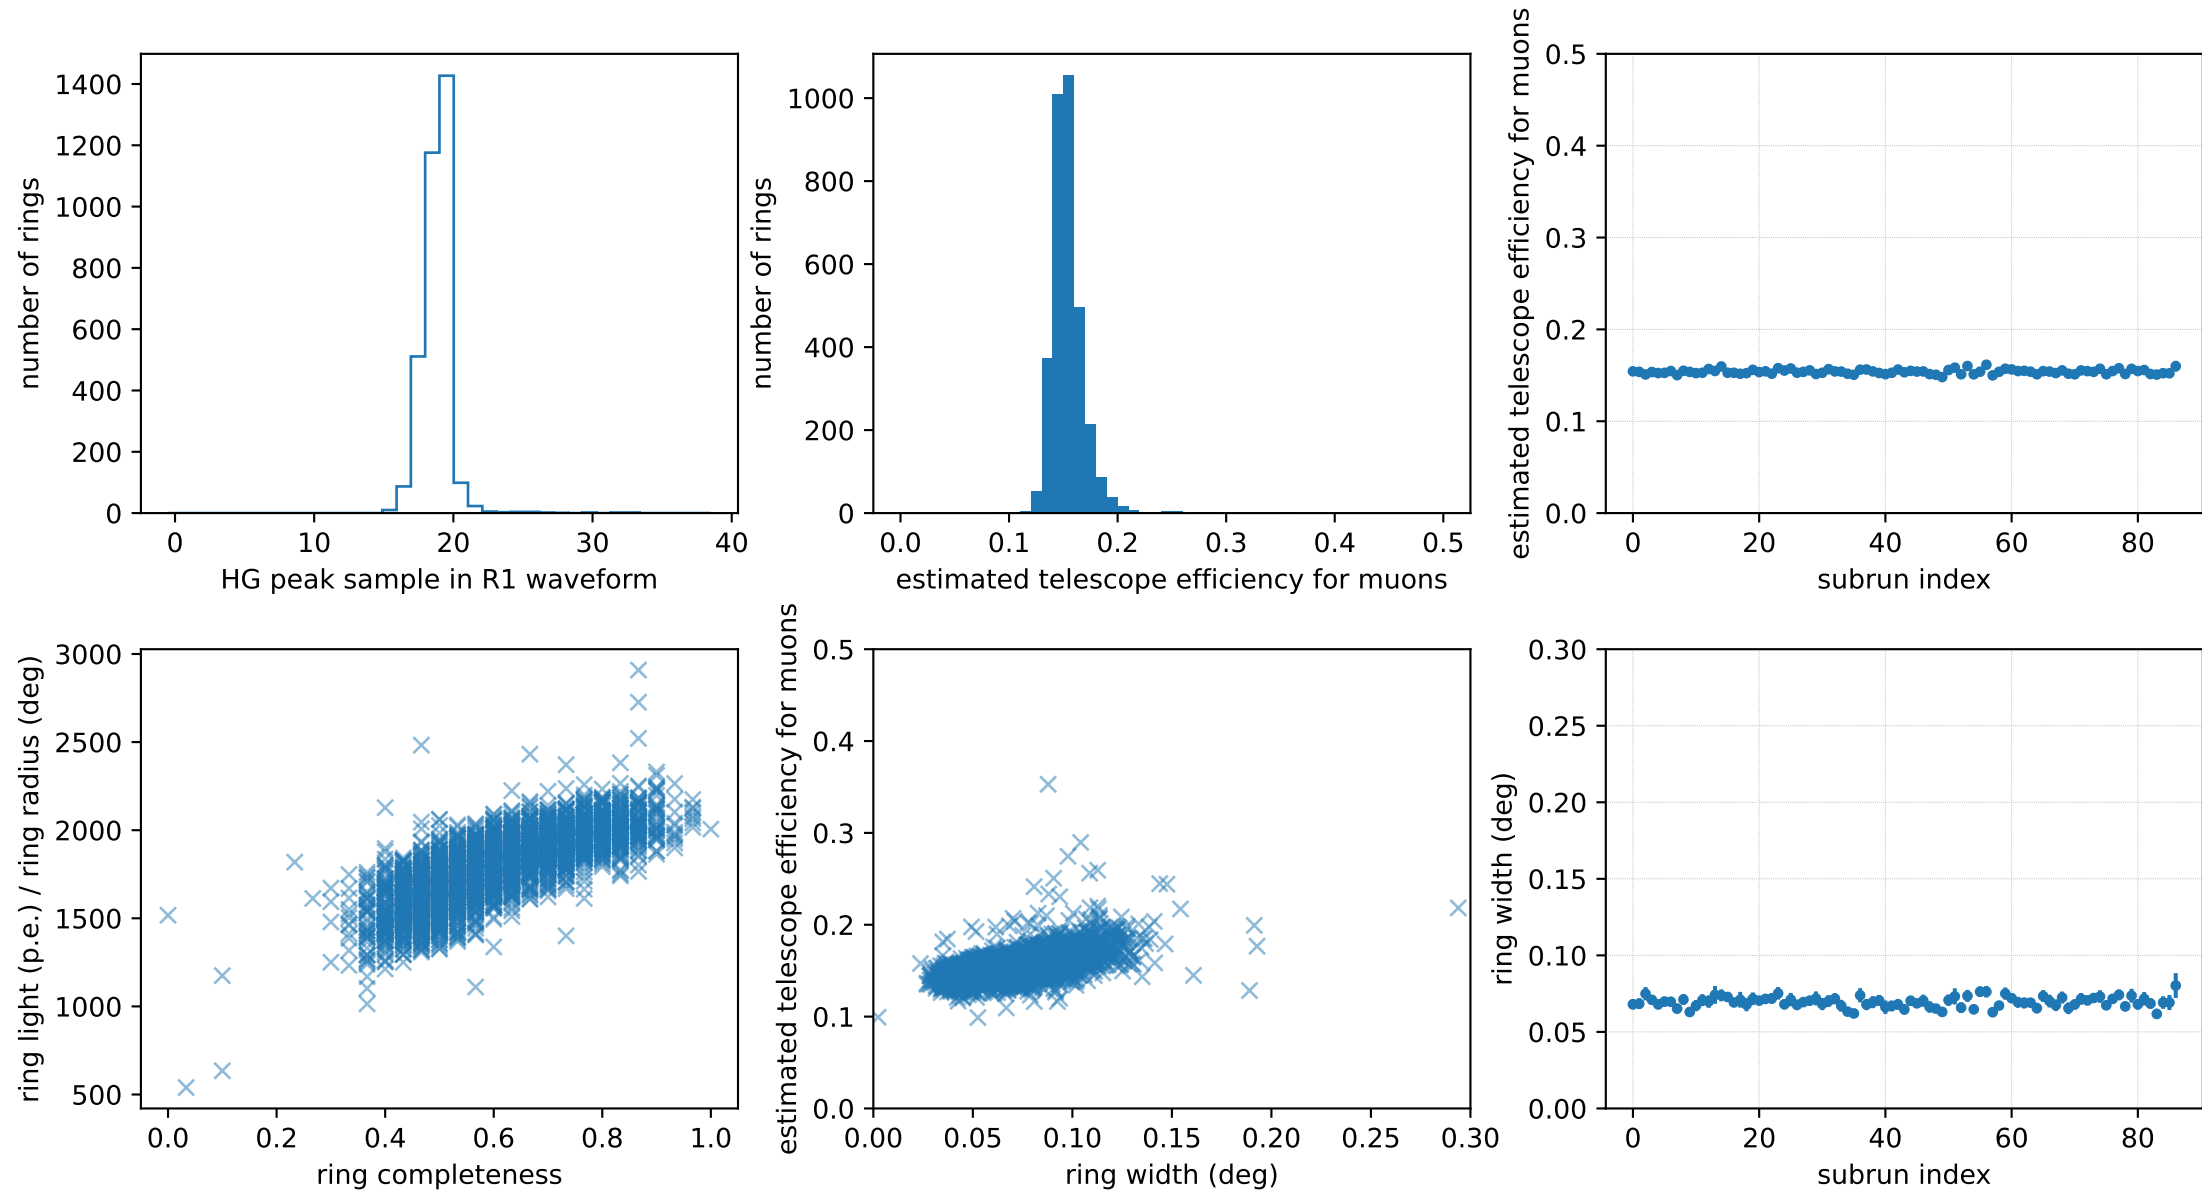 number of rings
1400
1200
1000
800
600
400
200
0
0 10 20 30 40
HG peak sample in R1 waveform
number of rings
1000
800
600
400
200
0
0.0 0.1 0.2 0.3 0.4 0.5
estimated telescope efficiency for muons
estimated telescope efficiency for muons
0.5
0.4
0.3
0.2
0.1
0.0
0 20 40 60 80
subrun index
ring light (p.e.) / ring radius (deg)
3000
2500
2000
1500
1000
500
0.0 0.2 0.4 0.6 0.8 1.0
ring completeness
estimated telescope efficiency for muons
0.5
0.4
0.3
0.2
0.1
0.0
0.00 0.05 0.10 0.15 0.20 0.25 0.30
ring width (deg)
ring width (deg)
0.30
0.25
0.20
0.15
0.10
0.05
0.00
0 20 40 60 80
subrun index